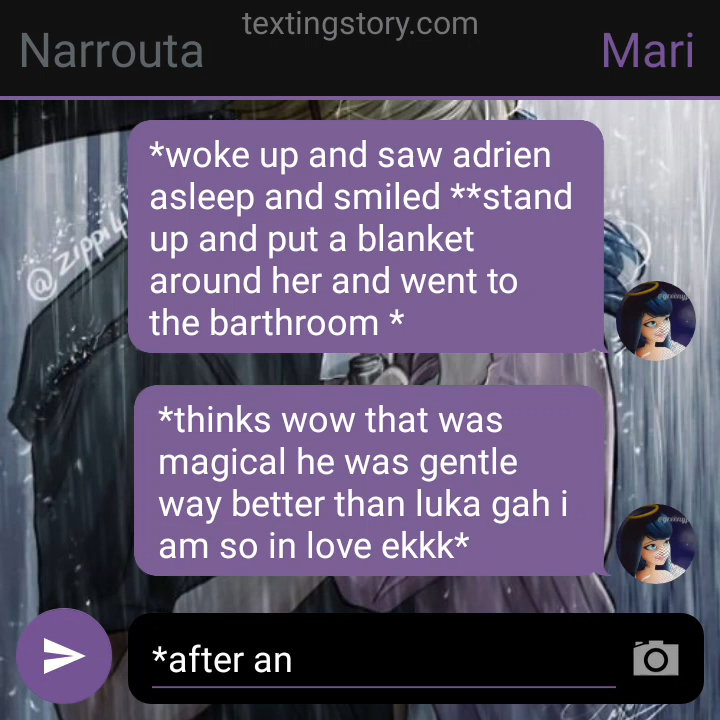 textingstory.com
Narrouta
Mari
*woke up and saw adrien
asleep and smiled **stand
up and put a blanket
around her and went to
the barthroom *
*thinks wow that was
magical he was gentle
way better than luka gah i
am so in love ekkk*
*after an